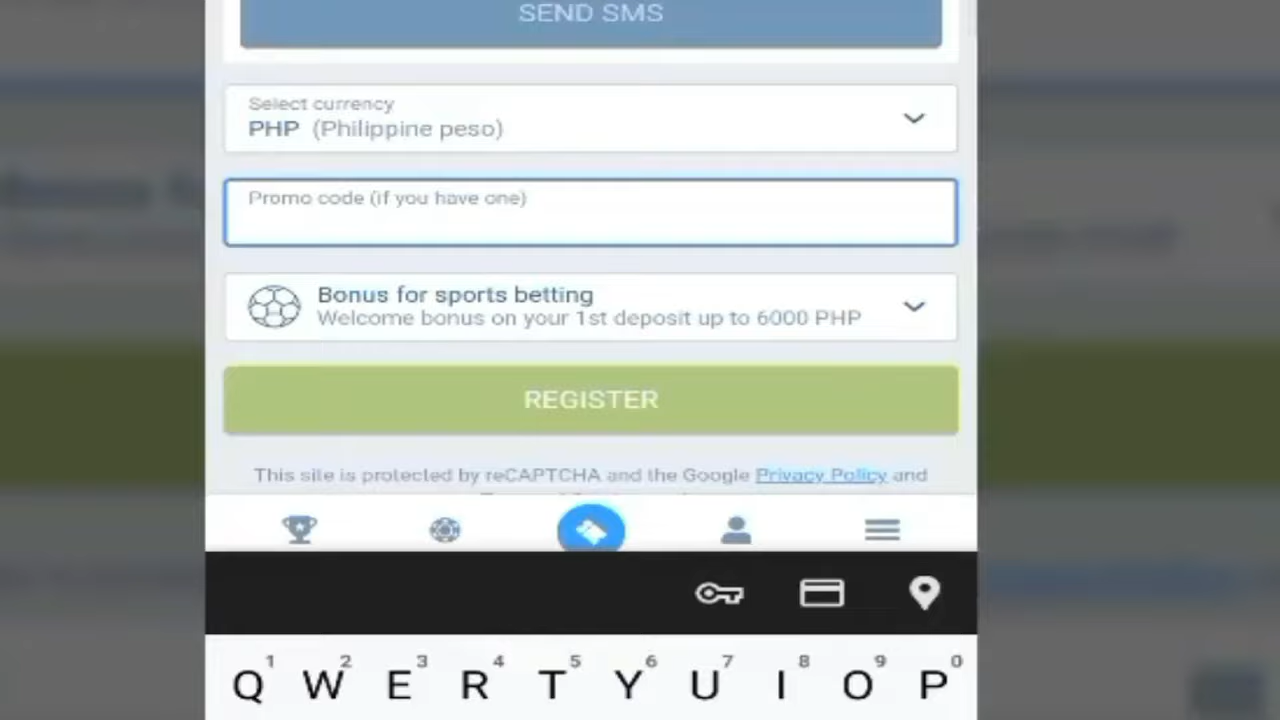 SEND SMS
Select currency
PHP (Philippine peso)
Promo code (if you have one)
Bonus for sports betting
Welcome bonus on your 1st deposit up to 6000 PHP
REGISTER
This site is protected by reCAPTCHA and the Google Privacy Policy and
1 2 3 4 5 6 7 8 9 0
Q W E R T Y U I O P